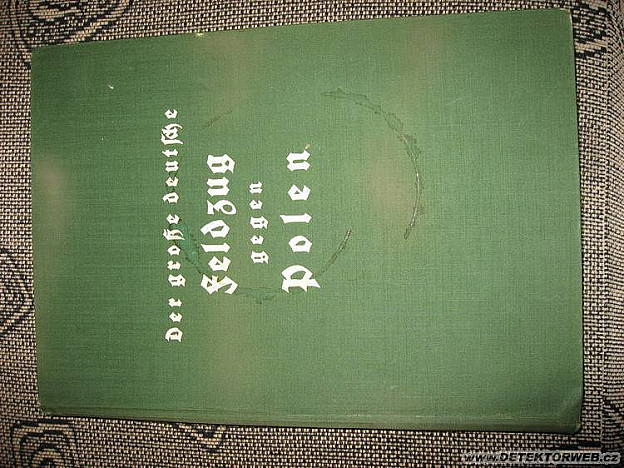 Der große deutsche
Feldzug
gegen
Polen
www.DETEKTORWEB.cz